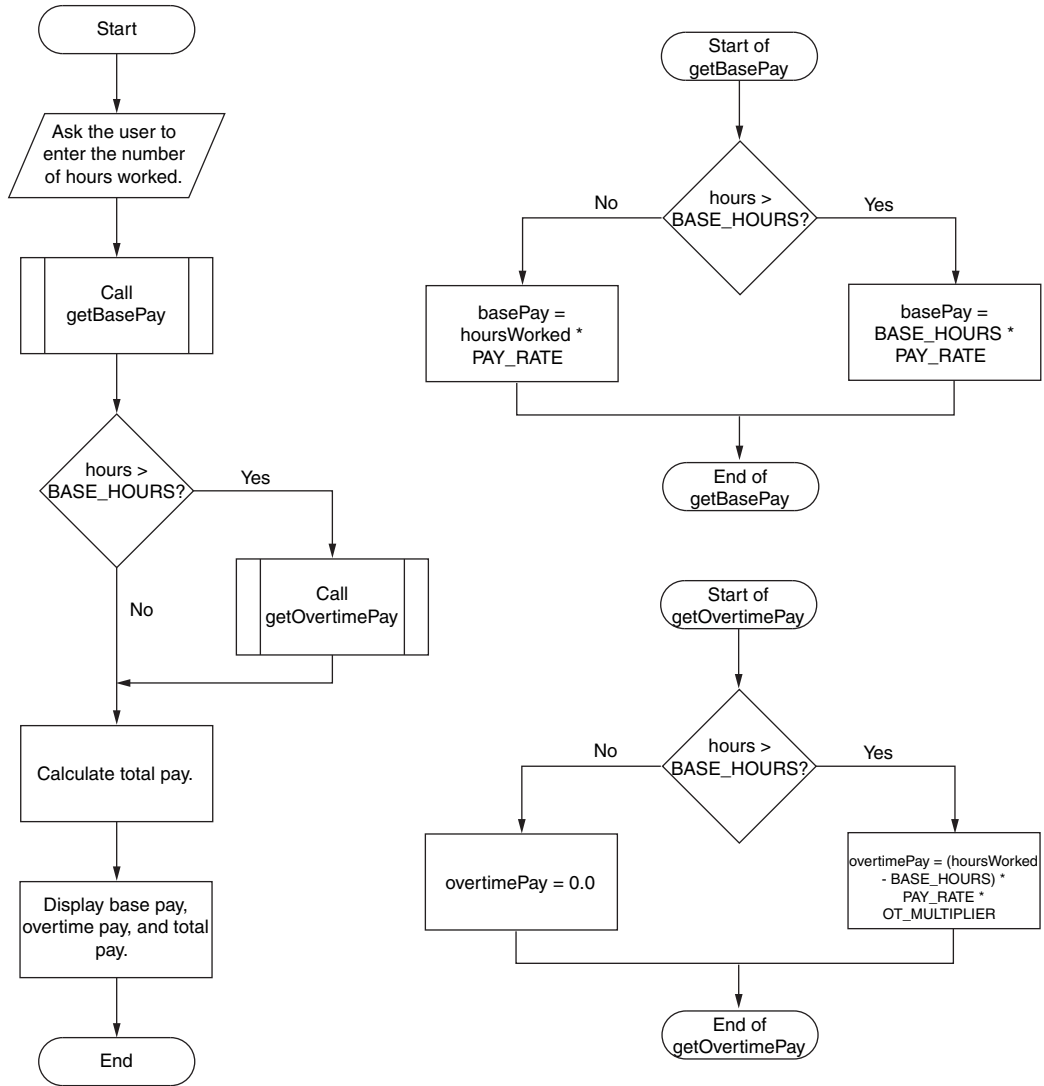 Start
Ask the user to
enter the number
of hours worked.
Call
getBasePay
hours >
BASE_HOURS?
Yes
No
Call
getOvertimePay
Calculate total pay.
Display base pay,
overtime pay, and total
pay.
End
Start of
getBasePay
hours >
BASE_HOURS?
No
Yes
basePay =
hoursWorked *
PAY_RATE
basePay =
BASE_HOURS *
PAY_RATE
End of
getBasePay
Start of
getOvertimePay
hours >
BASE_HOURS?
No
Yes
overtimePay = 0.0
overtimePay = (hoursWorked
- BASE_HOURS) *
PAY_RATE *
OT_MULTIPLIER
End of
getOvertimePay